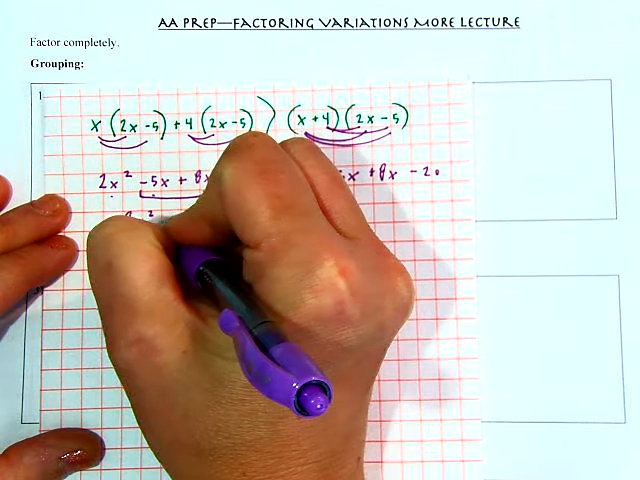 AA PREP—FACTORING VARIATIONS MORE LECTURE
Factor completely.
Grouping:
1
x (2x -5) + 4 (2x -5) ) (x + 4) (2x -5)
2x² -5x + 8x x + 8x - 20